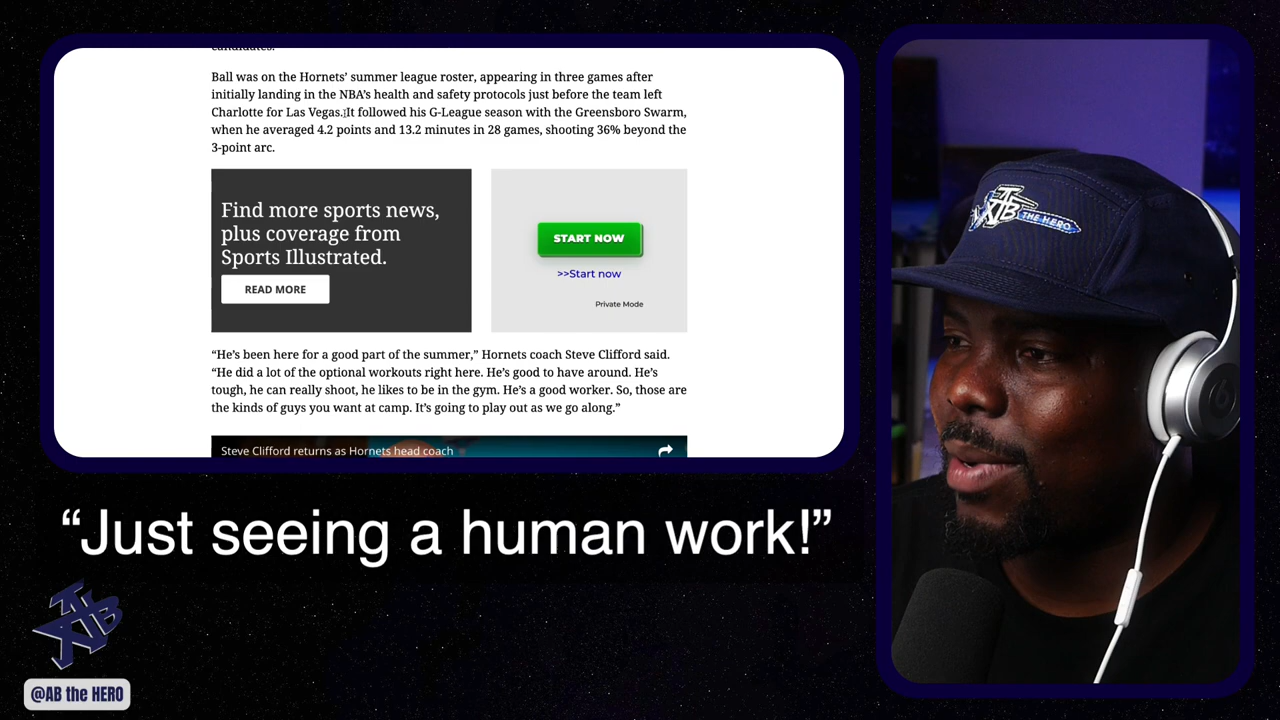 candidates.
Ball was on the Hornets’ summer league roster, appearing in three games after
initially landing in the NBA’s health and safety protocols just before the team left
Charlotte for Las Vegas. It followed his G-League season with the Greensboro Swarm,
when he averaged 4.2 points and 13.2 minutes in 28 games, shooting 36% beyond the
3-point arc.
Find more sports news,
plus coverage from
Sports Illustrated.
READ MORE
START NOW
>>Start now
Private Mode
“He’s been here for a good part of the summer,” Hornets coach Steve Clifford said.
“He did a lot of the optional workouts right here. He’s good to have around. He’s
tough, he can really shoot, he likes to be in the gym. He’s a good worker. So, those are
the kinds of guys you want at camp. It’s going to play out as we go along.”
Steve Clifford returns as Hornets head coach
“Just seeing a human work!”
@AB the HERO
THE HERO